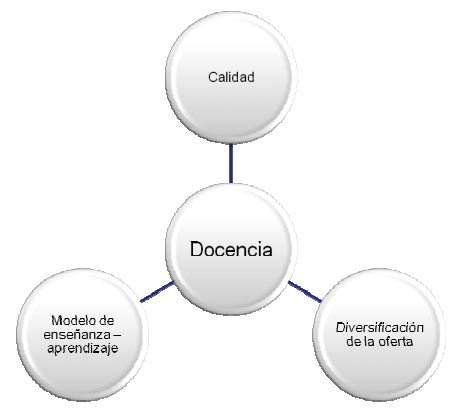 Calidad
Docencia
Modelo de
enseñanza –
aprendizaje
Diversificación
de la oferta